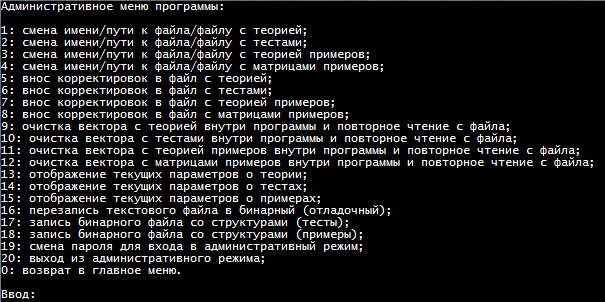 Административное меню программы:
1: смена имени/пути к файла/файлу с теорией;
2: смена имени/пути к файла/файлу с тестами;
3: смена имени/пути к файла/файлу с теорией примеров;
4: смена имени/пути к файла/файлу с матрицами примеров;
5: внос корректировок в файл с теорией;
6: внос корректировок в файл с тестами;
7: внос корректировок в файл с теорией примеров;
8: внос корректировок в файл с матрицами примеров;
9: очистка вектора с теорией внутри программы и повторное чтение с файла;
10: очистка вектора с тестами внутри программы и повторное чтение с файла;
11: очистка вектора с теорией примеров внутри программы и повторное чтение с файла;
12: очистка вектора с матрицами примеров внутри программы и повторное чтение с файла;
13: отображение текущих параметров о теории;
14: отображение текущих параметров о тестах;
15: отображение текущих параметров о примерах;
16: перезапись текстового файла в бинарный (отладочный);
17: запись бинарного файла со структурами (тесты);
18: запись бинарного файла со структурами (примеры);
19: смена пароля для входа в административный режим;
20: выход из административного режима;
0: возврат в главное меню.
Ввод: